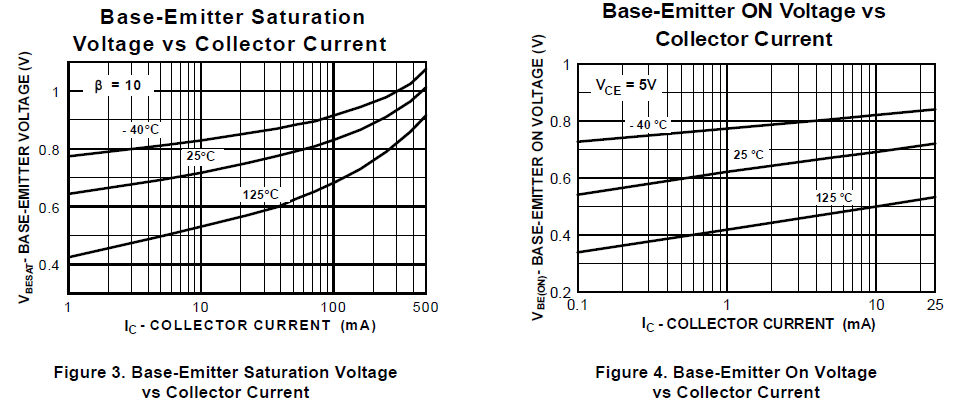 Base-Emitter Saturation
Voltage vs Collector Current
V_BESAT- BASE-EMITTER VOLTAGE (V)
1
0.8
0.6
0.4
β = 10
- 40°C
25°C
125°C
1
10
100
500
I_C - COLLECTOR CURRENT (mA)
Figure 3. Base-Emitter Saturation Voltage
vs Collector Current
Base-Emitter ON Voltage vs
Collector Current
V_BE(ON)- BASE-EMITTER ON VOLTAGE (V)
1
0.8
0.6
0.4
0.2
V_CE = 5V
- 40 °C
25 °C
125 °C
0.1
1
10
25
I_C - COLLECTOR CURRENT (mA)
Figure 4. Base-Emitter On Voltage
vs Collector Current